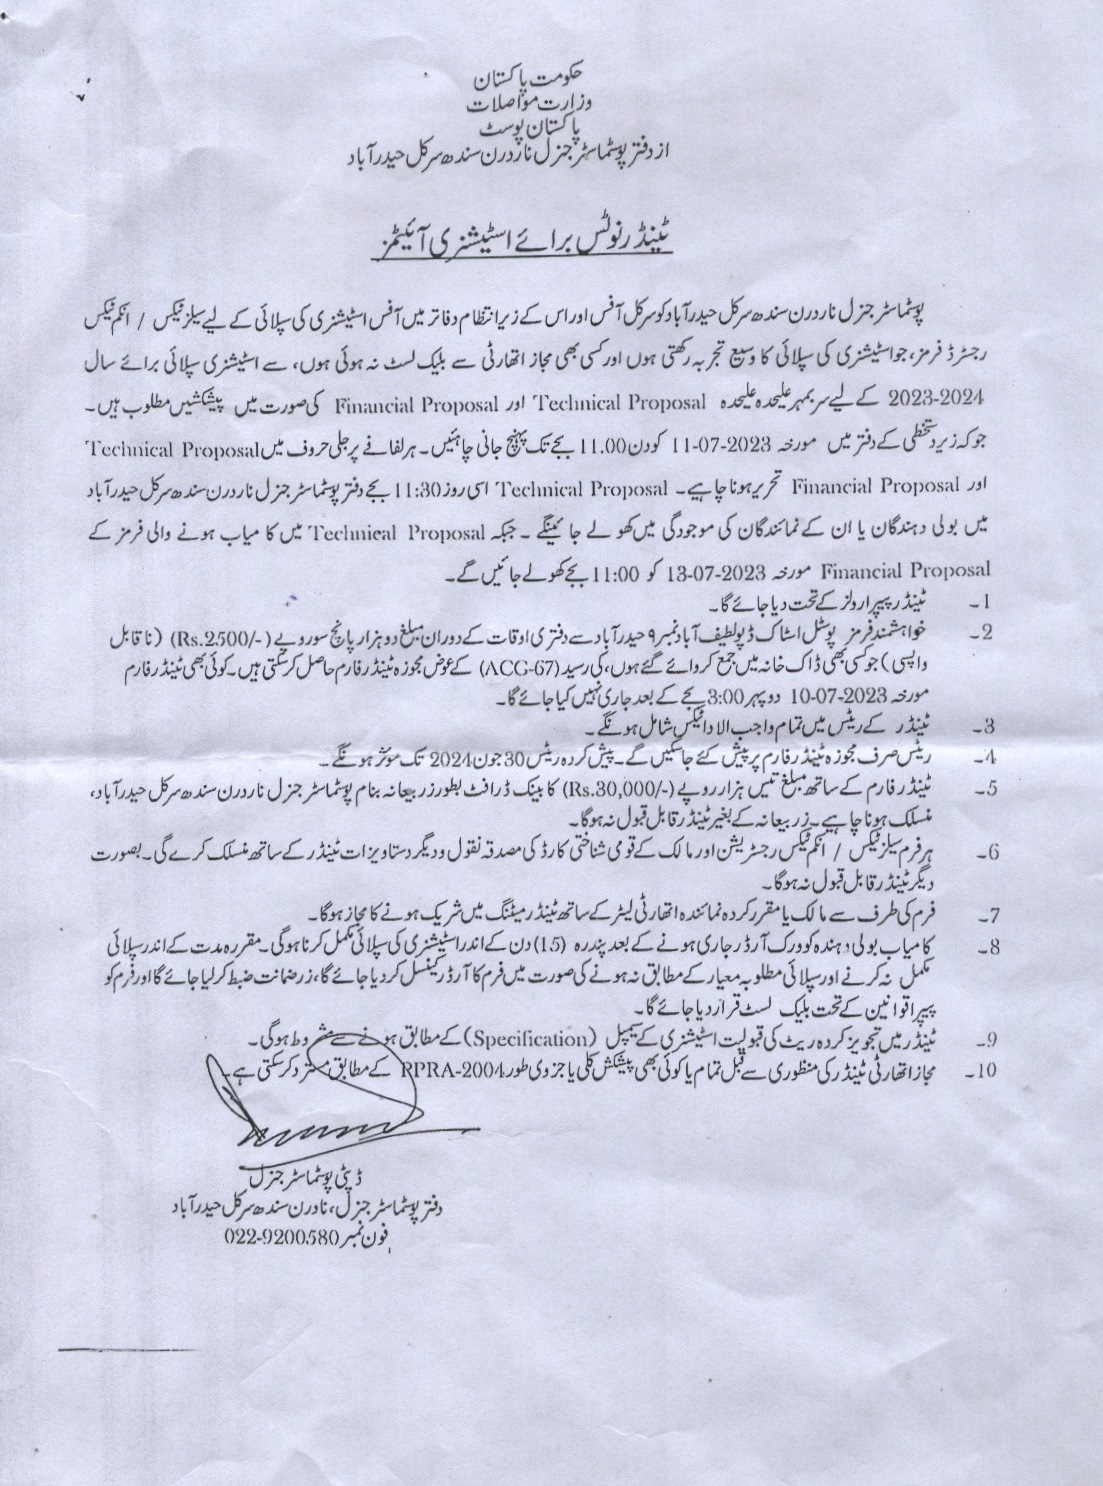 حکومت پاکستان
وزارت مواصلات
پاکستان پوسٹ
از دفتر پوسٹماسٹر جنرل ناردرن سندھ سرکل حیدرآباد
ٹینڈر نوٹس برائے اسٹیشنری آئیٹمز
پوسٹماسٹر جنرل ناردرن سندھ سرکل حیدرآباد کو سرکل آفس اور اس کے زیر انتظام دفاتر میں آفس اسٹیشنری کی سپلائی کے لیے سیلز ٹیکس / انکم ٹیکس
رجسٹرڈ فرمز، جو اسٹیشنری کی سپلائی کا وسیع تجربہ رکھتی ہوں اور کسی بھی مجاز اتھارٹی سے بلیک لسٹ نہ ہوئی ہوں، سے اسٹیشنری سپلائی برائے سال
2023-2024 کے لیے سربمہر علیحدہ علیحدہ Technical Proposal اور Financial Proposal کی صورت میں پیشکشیں مطلوب ہیں۔
جو کہ زیر دستخطی کے دفتر میں مورخہ 11-07-2023 کو دن 11.00 بجے تک پہنچ جانی چاہئیں۔ ہر لفافے پر جلی حروف میں Technical Proposal
اور Financial Proposal تحریر ہونا چاہیے۔ Technical Proposal اسی روز 11:30 بجے دفتر پوسٹماسٹر جنرل ناردرن سندھ سرکل حیدرآباد
میں بولی دہندگان یا ان کے نمائندگان کی موجودگی میں کھولے جائینگے۔ جبکہ Technical Proposal میں کامیاب ہونے والی فرمز کے
Financial Proposal مورخہ 13-07-2023 کو 11:00 بجے کھولے جائیں گے۔
1۔ ٹینڈر پیپرا رولز کے تحت دیا جائے گا۔
2۔ خواہشمند فرمز پوسٹل اسٹاک ڈپو لطیف آباد نمبر ۹ حیدرآباد سے دفتری اوقات کے دوران مبلغ دو ہزار پانچ سو روپے (Rs.2500/-) (ناقابل
واپسی) جو کسی بھی ڈاک خانہ میں جمع کروائے گئے ہوں، کی رسید (ACG-67) کے عوض مجوزہ ٹینڈر فارم حاصل کر سکتی ہیں۔ کوئی بھی ٹینڈر فارم
مورخہ 10-07-2023 دوپہر 3:00 بجے کے بعد جاری نہیں کیا جائے گا۔
3۔ ٹینڈر کے ریٹس میں تمام واجب الادا ٹیکس شامل ہونگے۔
4۔ ریٹس صرف مجوزہ ٹینڈر فارم پر پیش کئے جا سکیں گے۔ پیش کردہ ریٹس 30 جون 2024 تک موثر ہونگے۔
5۔ ٹینڈر فارم کے ساتھ مبلغ تیس ہزار روپے (Rs.30,000/-) کا بینک ڈرافٹ بطور زر بیعانہ بنام پوسٹماسٹر جنرل ناردرن سندھ سرکل حیدرآباد،
منسلک ہونا چاہیے۔ زر بیعانہ کے بغیر ٹینڈر قابل قبول نہ ہوگا۔
6۔ ہر فرم سیلز ٹیکس / انکم ٹیکس رجسٹریشن اور مالک کے قومی شناختی کارڈ کی مصدقہ نقول و دیگر دستاویزات ٹینڈر کے ساتھ منسلک کرے گی۔ بصورت
دیگر ٹینڈر قابل قبول نہ ہوگا۔
7۔ فرم کی طرف سے مالک یا مقرر کردہ نمائندہ اتھارٹی لیٹر کے ساتھ ٹینڈر میٹنگ میں شریک ہونے کا مجاز ہوگا۔
8۔ کامیاب بولی دہندہ کو ورک آرڈر جاری ہونے کے بعد پندرہ (15) دن کے اندر اسٹیشنری کی سپلائی مکمل کرنا ہوگی۔ مقررہ مدت کے اندر سپلائی
مکمل نہ کرنے اور سپلائی مطلوبہ معیار کے مطابق نہ ہونے کی صورت میں فرم کا آرڈر کینسل کر دیا جائے گا، زر ضمانت ضبط کر لیا جائے گا اور فرم کو
پیپرا قوانین کے تحت بلیک لسٹ قرار دیا جائے گا۔
9۔ ٹینڈر میں تجویز کردہ ریٹ کی قبولیت اسٹیشنری کے سیمپل (Specification) کے مطابق ہونے سے مشروط ہوگی۔
10۔ مجاز اتھارٹی ٹینڈر کی منظوری سے قبل تمام یا کوئی بھی پیشکش کلی یا جزوی طور PPRA-2004 کے مطابق مسترد کر سکتی ہے۔
ڈپٹی پوسٹماسٹر جنرل
دفتر پوسٹماسٹر جنرل، نادرن سندھ سرکل حیدرآباد
فون نمبر 022-9200580